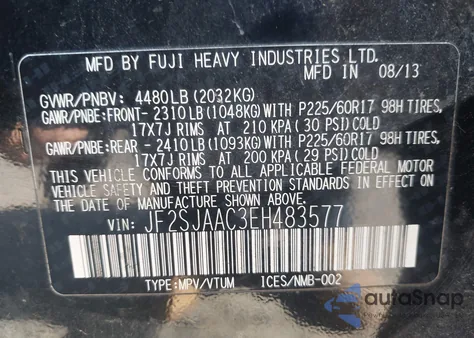 MFD BY FUJI HEAVY INDUSTRIES LTD.
IN 08/13
GVWR/PNBV: 4480LB (2032KG)
GAWR/PNBE: FRONT- 2310LB (1048KG) WITH P225/60R17 98H TIRES,
17X7J RIMS AT 210 KPA (30 PSI) COLD
GAWR/PNBE: REAR - 2410LB (1093KG) WITH P225/60R17 98H TIRES,
17X7J RIMS AT 200 KPA (29 PSI) COLD
THIS VEHICLE CONFORMS TO ALL APPLICABLE FEDERAL MOTOR
VEHICLE SAFETY AND THEFT PREVENTION STANDARDS IN EFFECT
ON THE DATE OF MANUFACTURE SHOWN ABOVE.
VIN: JF2SJAAC3EH483577
TYPE: MPV/VTUM ICES/NMB-002
autoSnap